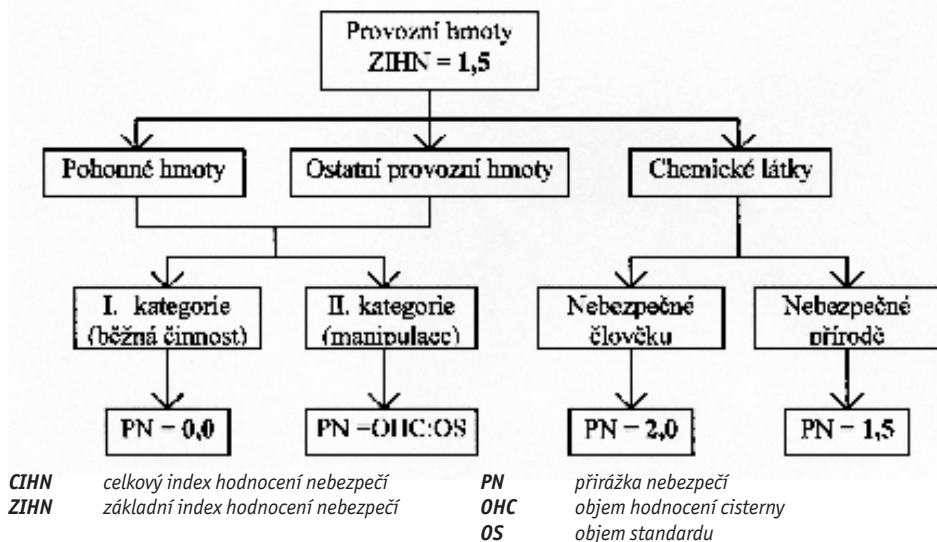 Provozní hmoty
ZIHN = 1,5
Pohonné hmoty
Ostatní provozní hmoty
Chemické látky
I. kategorie
(běžná činnost)
II. kategorie
(manipulace)
Nebezpečné
člověku
Nebezpečné
přírodě
PN = 0,0
PN =OHC:OS
PN = 2,0
PN = 1,5
CIHN celkový index hodnocení nebezpečí
ZIHN základní index hodnocení nebezpečí
PN přirážka nebezpečí
OHC objem hodnocení cisterny
OS objem standardu